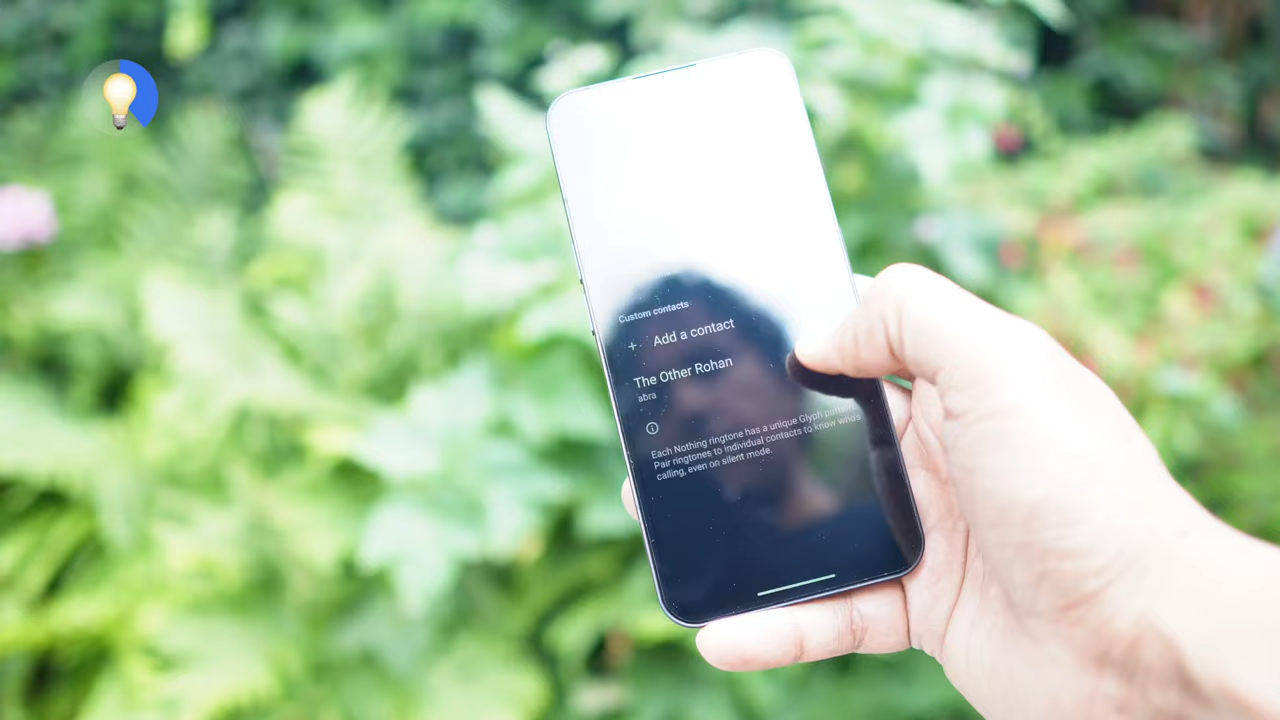 Custom contacts
+ Add a contact
The Other Rohan
abra
Each Nothing ringtone has a unique Glyph pattern.
Pair ringtones to individual contacts to know who's
calling, even on silent mode.